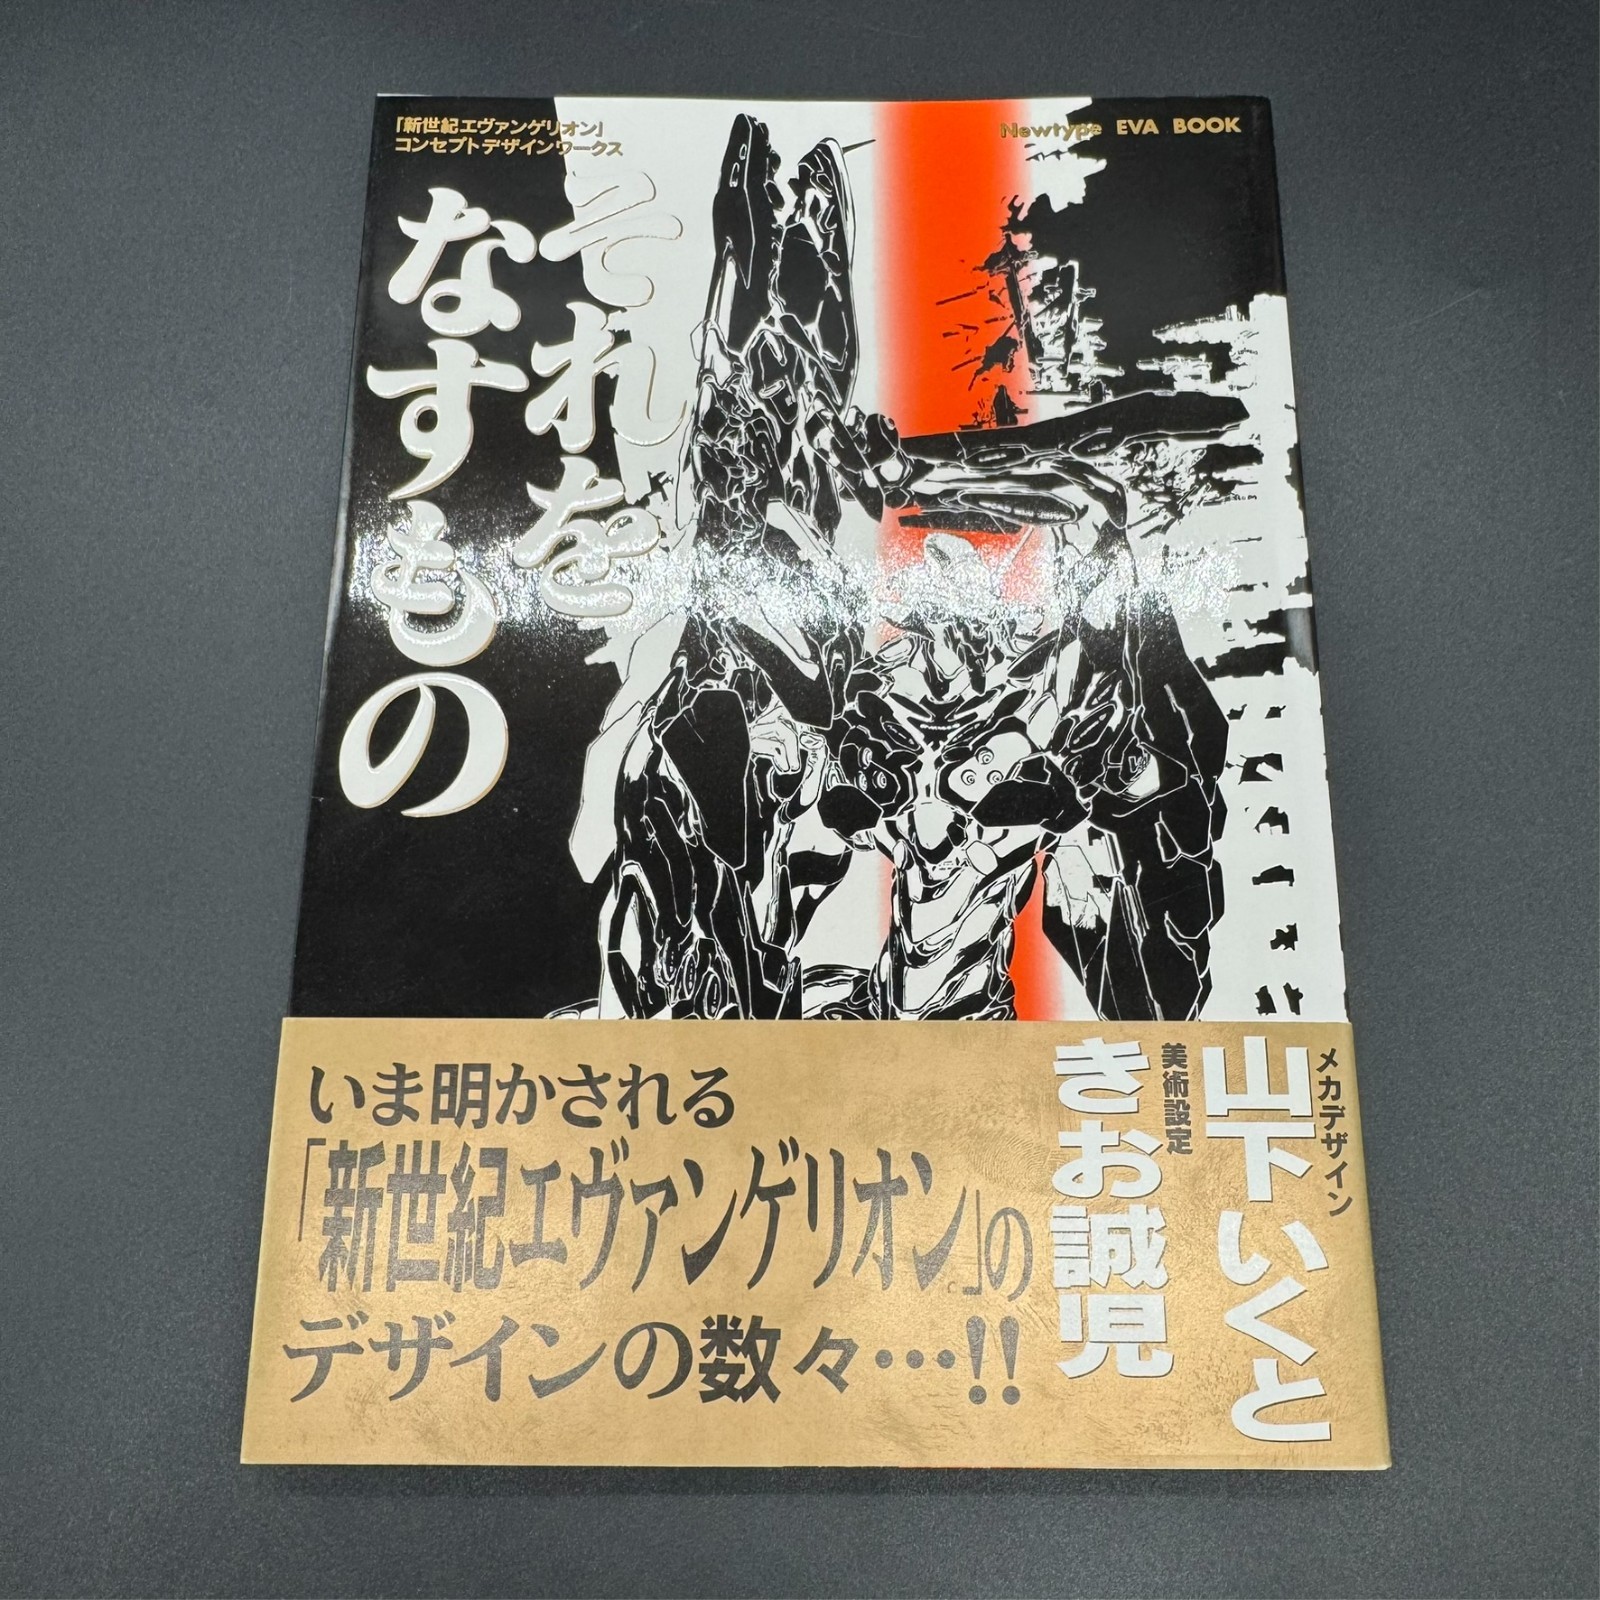 「新世紀エヴァンゲリオン」
コンセプトデザインワークス
Newtype EVA BOOK
それを
なすもの
メカデザイン
山下いくと
美術設定
きお誠児
いま明かされる
「新世紀エヴァンゲリオン」の
デザインの数々…!!